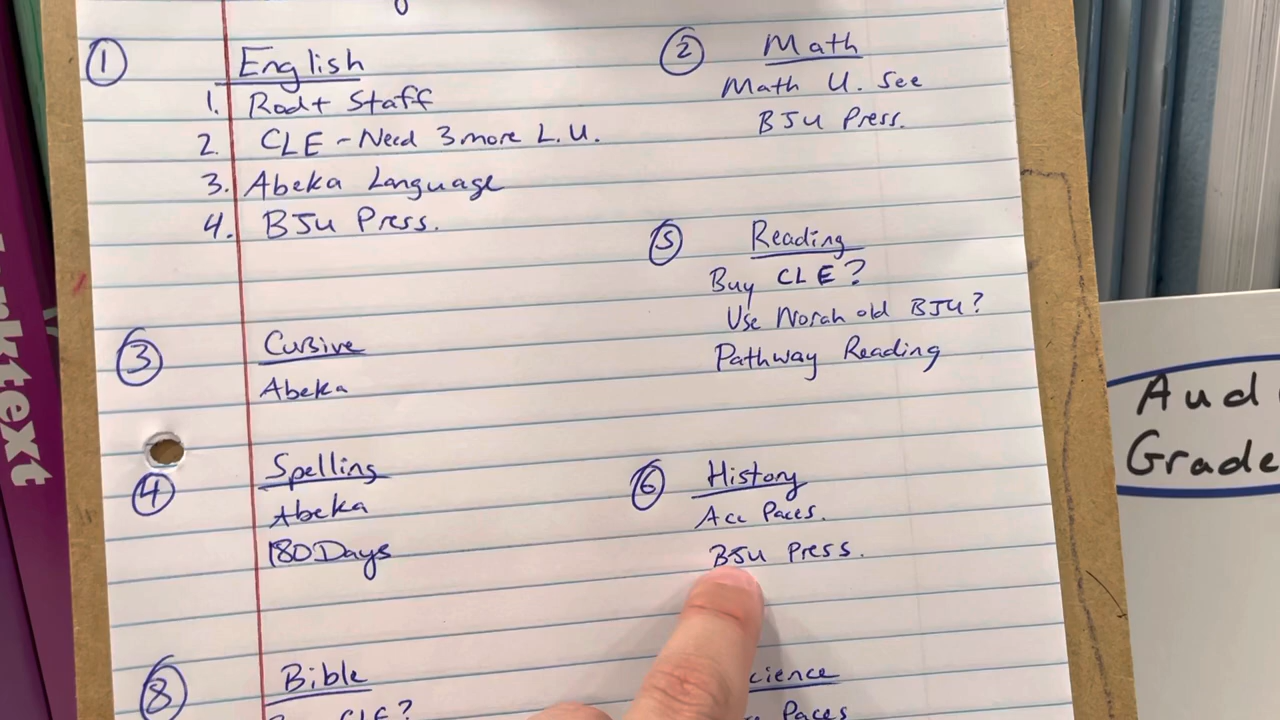 ① English
1. Rod + Staff
2. CLE - Need 3 more L.U.
3. Abeka Language
4. BJU Press.
② Math
Math U. See
BJU Press.
③ Cursive
Abeka
④ Spelling
Abeka
180 Days
⑤ Reading
Buy CLE?
Use Norah old BJU?
Pathway Reading
⑥ History
Acc Paces.
BJU Press.
⑧ Bible
CLE?
cience
Paces
Aud
Grade
rktext